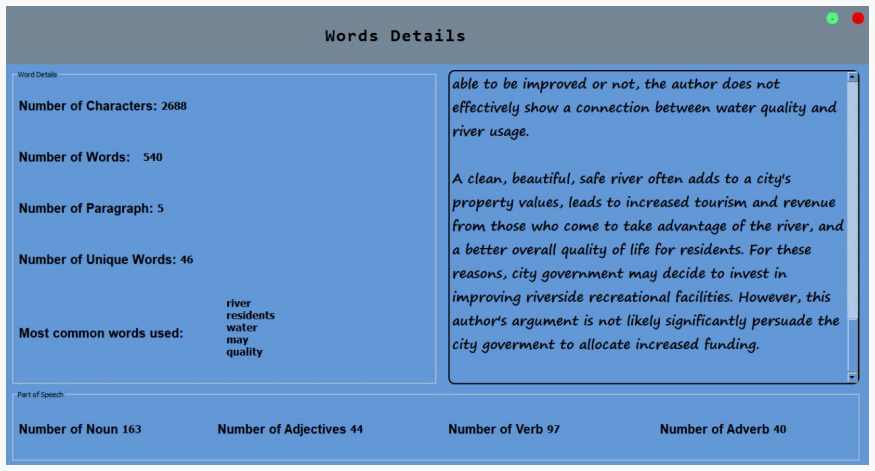 Words Details
Word Details
Number of Characters: 2688
Number of Words: 540
Number of Paragraph: 5
Number of Unique Words: 46
Most common words used:
river
residents
water
may
quality
able to be improved or not, the author does not
effectively show a connection between water quality and
river usage.
A clean, beautiful, safe river often adds to a city's
property values, leads to increased tourism and revenue
from those who come to take advantage of the river, and
a better overall quality of life for residents. For these
reasons, city government may decide to invest in
improving riverside recreational facilities. However, this
author's argument is not likely significantly persuade the
city goverment to allocate increased funding.
Part of Speech
Number of Noun 163
Number of Adjectives 44
Number of Verb 97
Number of Adverb 40